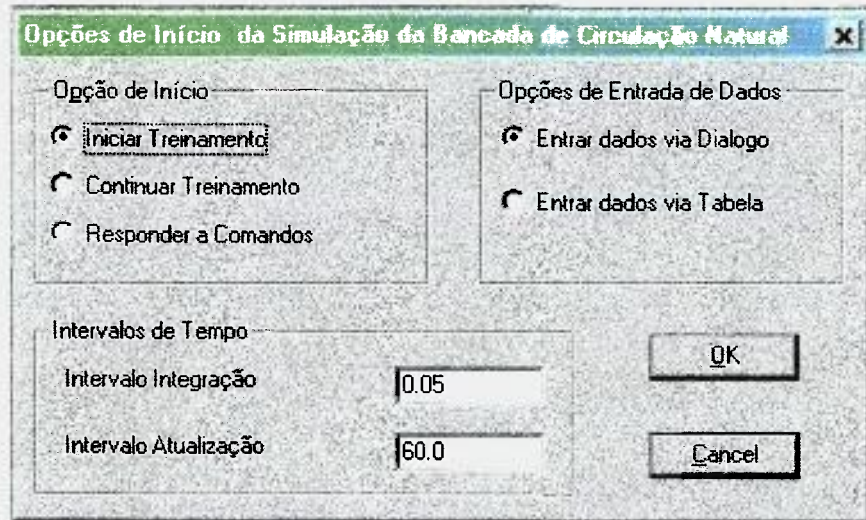 Opções de Início da Simulação da Bancada de Circulação Natural
Opção de Início
Iniciar Treinamento
Continuar Treinamento
Responder a Comandos
Opções de Entrada de Dados
Entrar dados via Dialogo
Entrar dados via Tabela
Intervalos de Tempo
Intervalo Integração 0.05
Intervalo Atualização 60.0
OK
Cancel